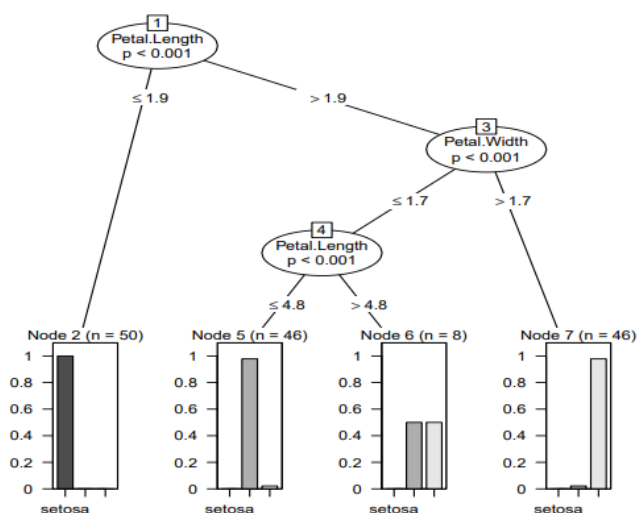 1
Petal.Length
p < 0.001
≤ 1.9
> 1.9
3
Petal.Width
p < 0.001
≤ 1.7
> 1.7
4
Petal.Length
p < 0.001
≤ 4.8
> 4.8
Node 2 (n = 50)
Node 5 (n = 46)
Node 6 (n = 8)
Node 7 (n = 46)
1
0.8
0.6
0.4
0.2
0
setosa
1
0.8
0.6
0.4
0.2
0
setosa
1
0.8
0.6
0.4
0.2
0
setosa
1
0.8
0.6
0.4
0.2
0
setosa